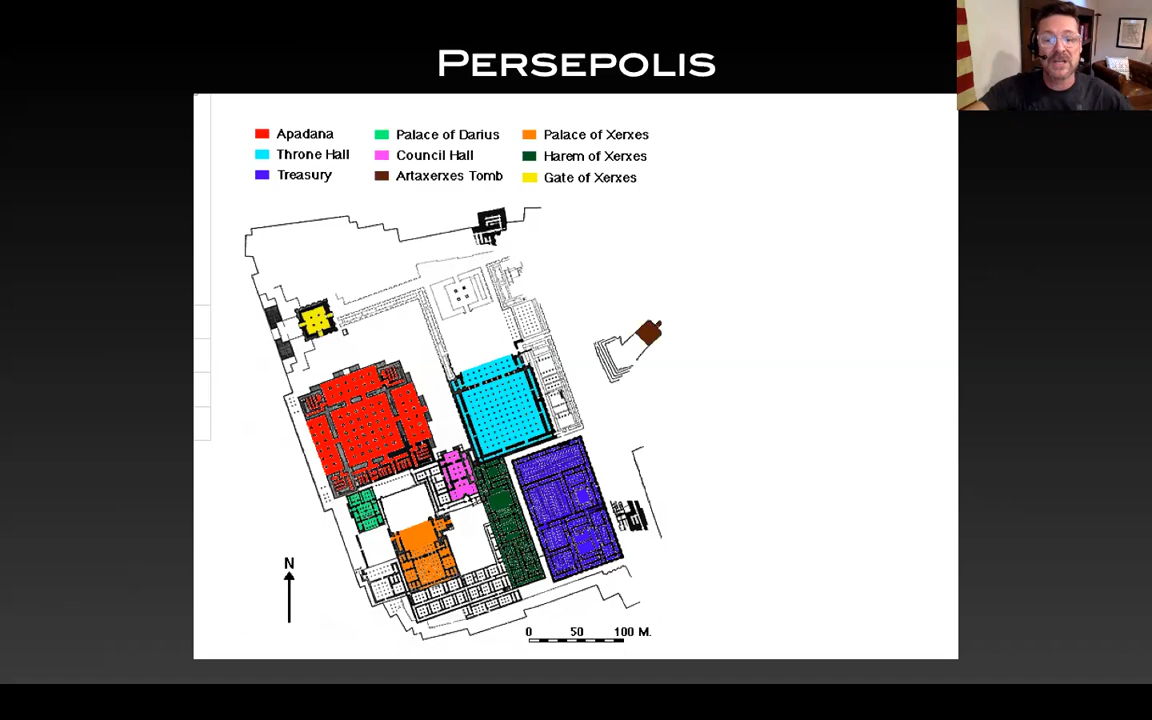 PERSEPOLIS
Apadana
Palace of Darius
Palace of Xerxes
Throne Hall
Council Hall
Harem of Xerxes
Treasury
Artaxerxes Tomb
Gate of Xerxes
N
0 50 100 M.